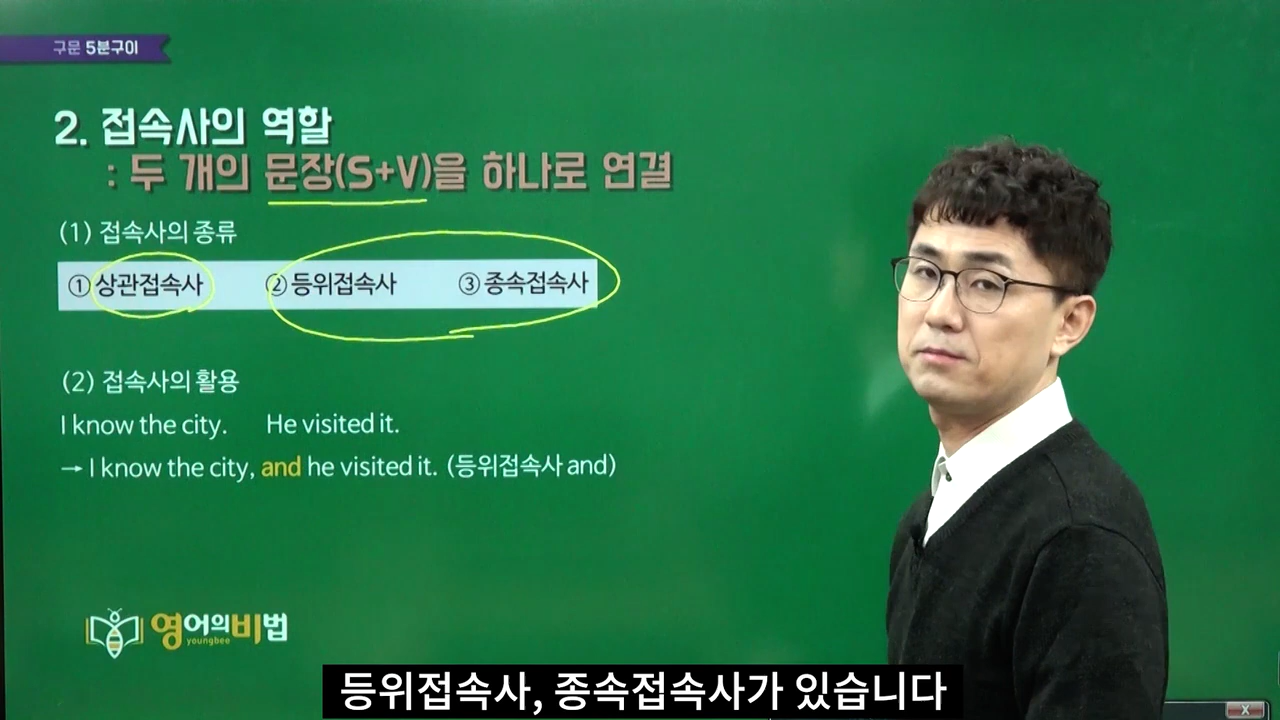 구문 5분구이
2. 접속사의 역할
: 두 개의 문장(S+V)을 하나로 연결
(1) 접속사의 종류
① 상관접속사 ② 등위접속사 ③ 종속접속사
(2) 접속사의 활용
I know the city. He visited it.
→ I know the city, and he visited it. (등위접속사 and)
영어의비법
youngbee
등위접속사, 종속접속사가 있습니다
X